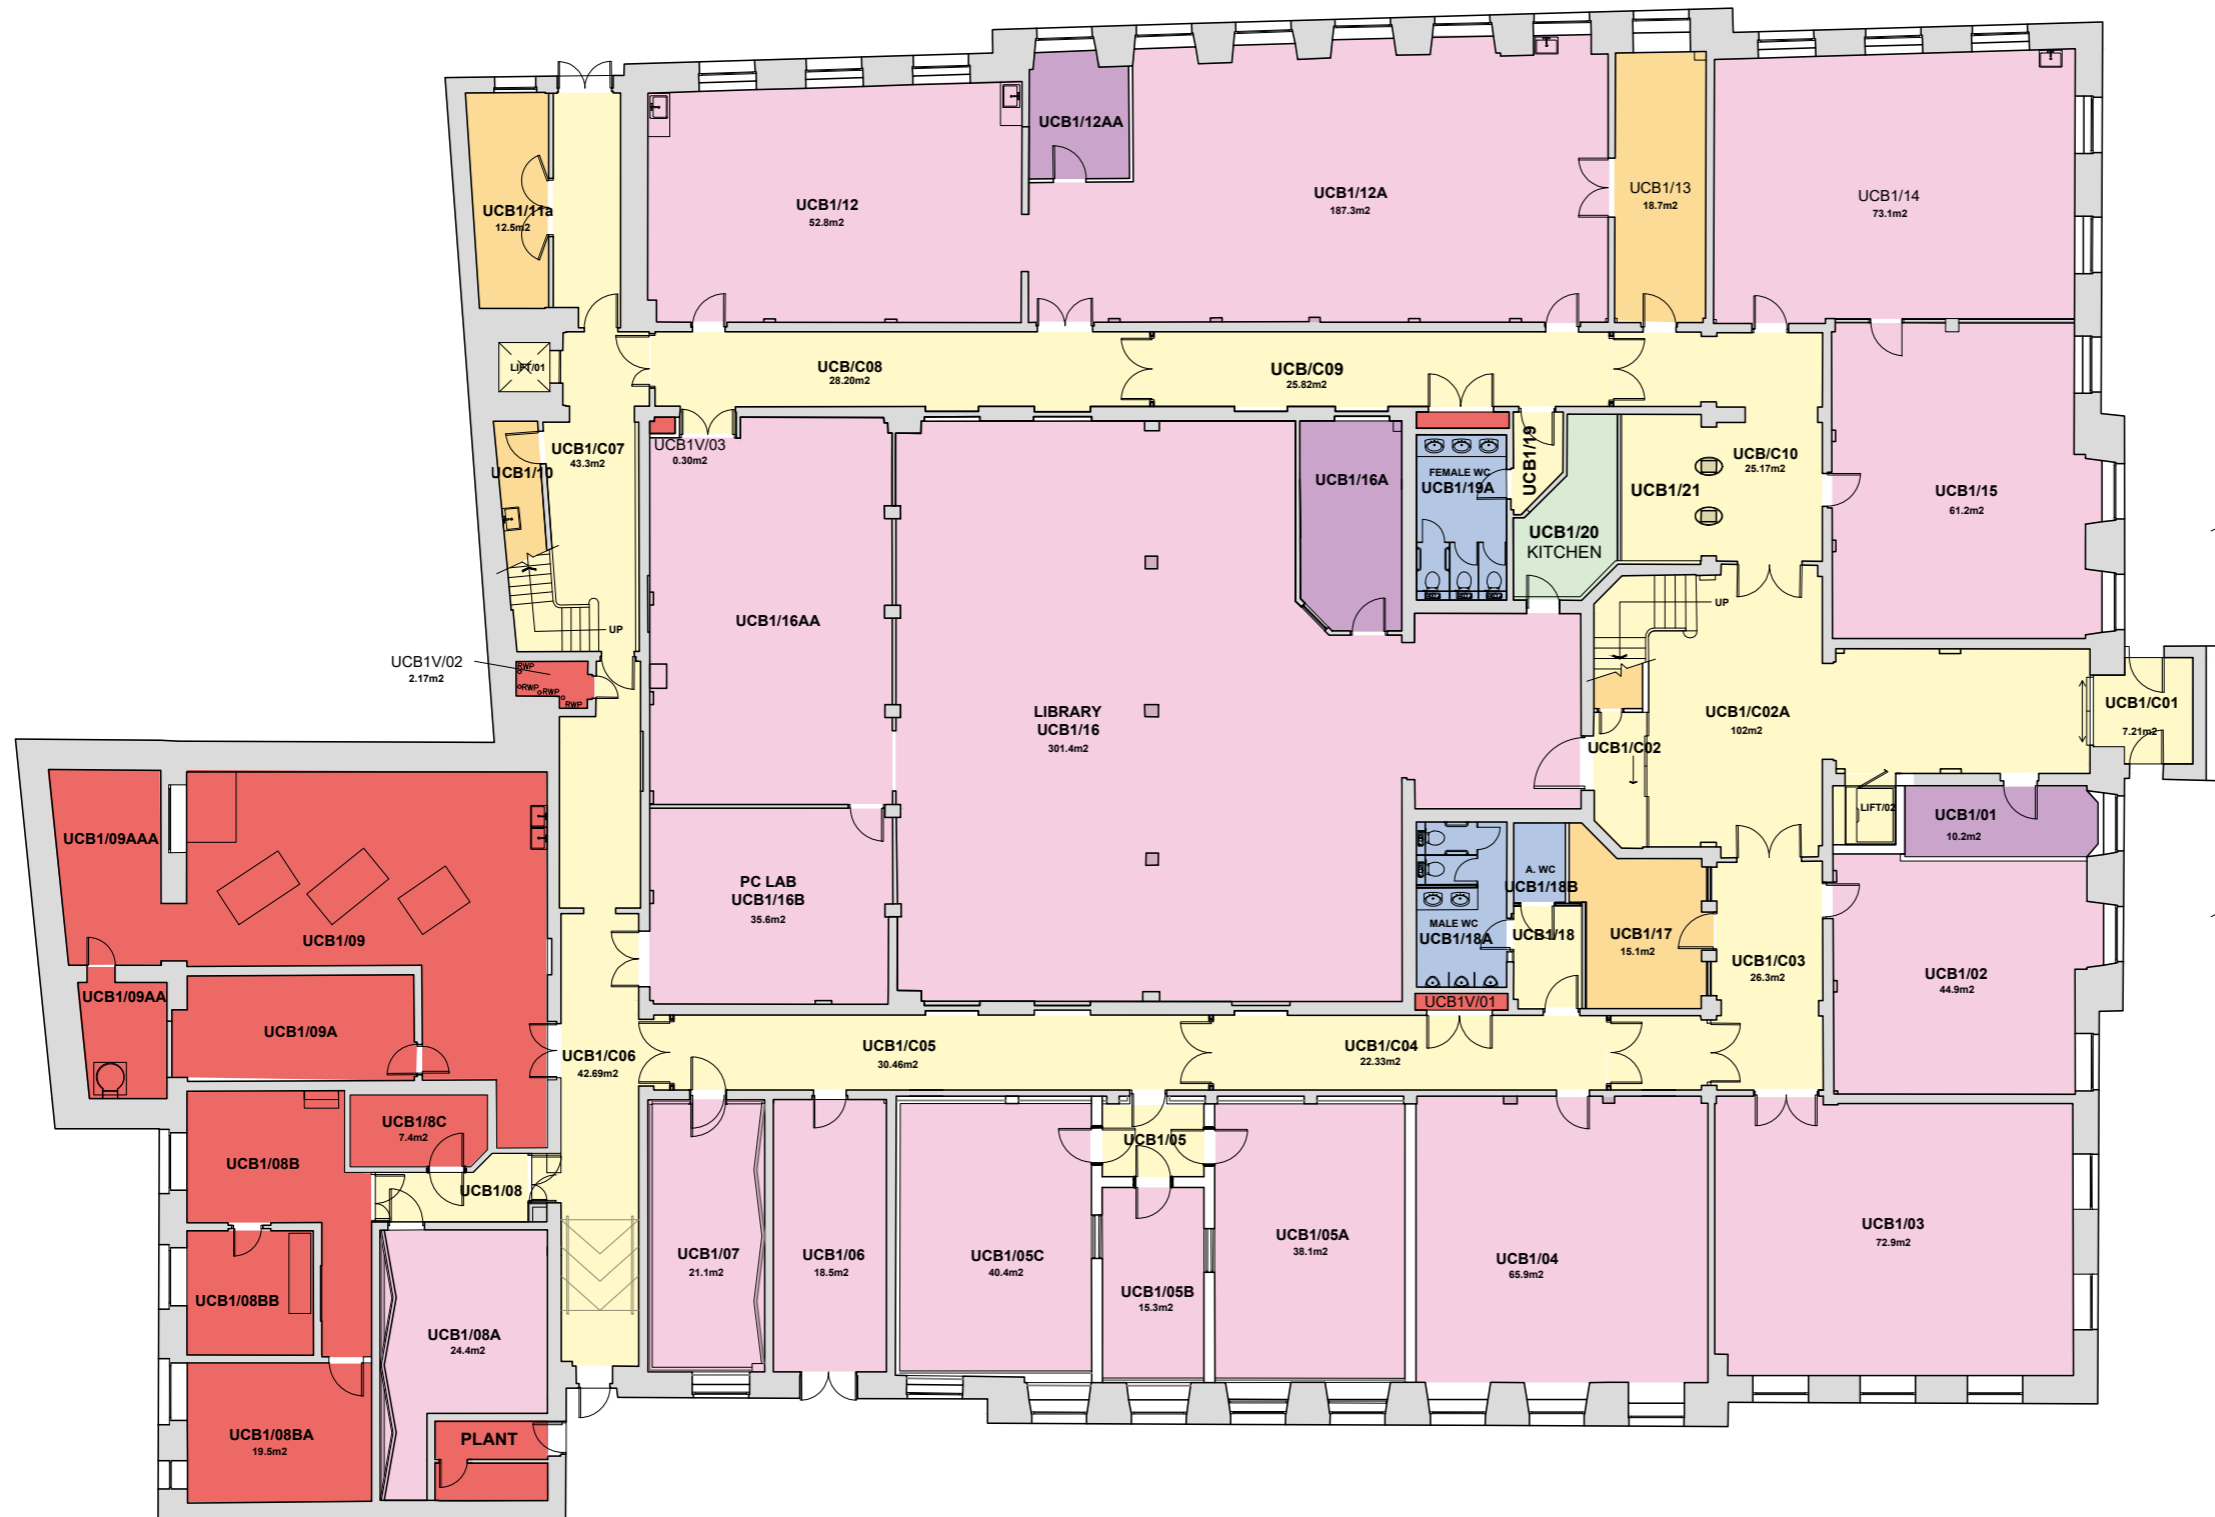 UCB1/12AA
UCB1/12
52.8m2
UCB1/12A
187.3m2
UCB1/13
18.7m2
UCB1/14
73.1m2
UCB1/11a
12.5m2
LIFT/01
UCB/C08
28.20m2
UCB/C09
25.82m2
UCB1/C07
43.3m2
UCB1/10
UCB1V/03
0.30m2
UCB1/16A
FEMALE WC
UCB1/19A
UCB1/19
UCB1/20
KITCHEN
UCB1/21
UCB/C10
25.17m2
UCB1/15
61.2m2
UP
UP
UCB1/16AA
UCB1V/02
2.17m2
RWP
RWP
RWP
RWP
LIBRARY
UCB1/16
301.4m2
UCB1/C02
UCB1/C02A
102m2
UCB1/C01
7.21m2
LIFT/02
UCB1/01
10.2m2
UCB1/09AAA
UCB1/09
PC LAB
UCB1/16B
35.6m2
A. WC
UCB1/18B
MALE WC
UCB1/18A
UCB1/18
UCB1/17
15.1m2
UCB1/C03
26.3m2
UCB1/02
44.9m2
UCB1/09AA
UCB1/09A
UCB1V/01
UCB1/C06
42.69m2
UCB1/C05
30.46m2
UCB1/C04
22.33m2
UCB1/8C
7.4m2
UCB1/08B
UCB1/08
UCB1/05
UCB1/07
21.1m2
UCB1/06
18.5m2
UCB1/05C
40.4m2
UCB1/05B
15.3m2
UCB1/05A
38.1m2
UCB1/04
65.9m2
UCB1/03
72.9m2
UCB1/08BB
UCB1/08A
24.4m2
UCB1/08BA
19.5m2
PLANT